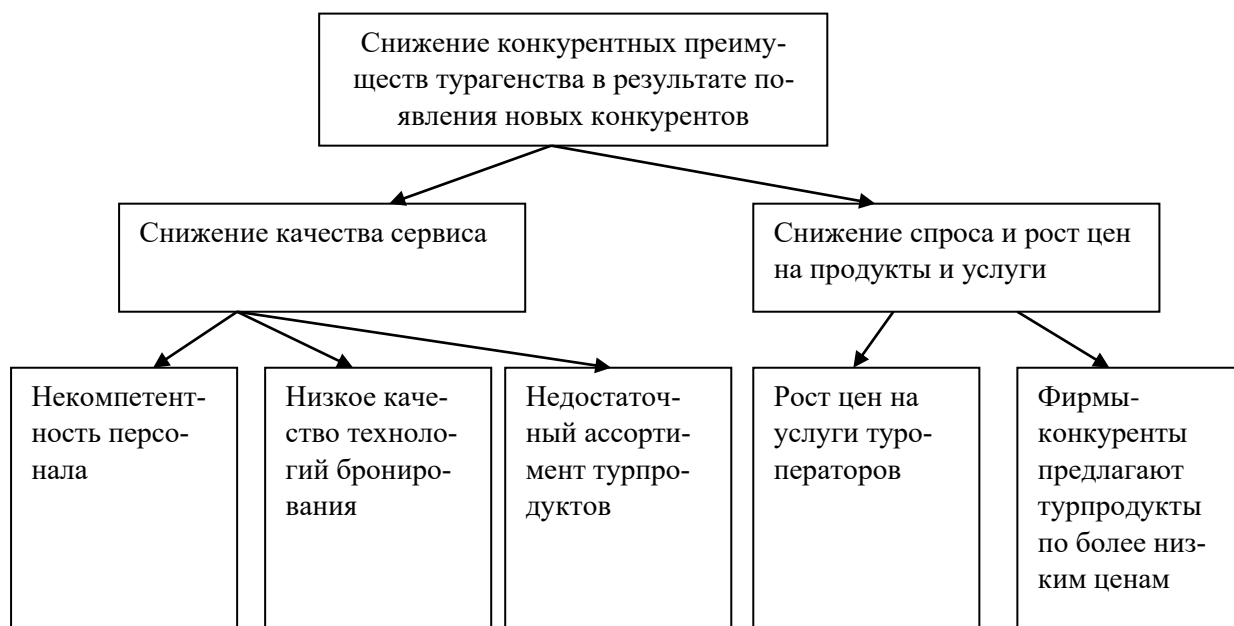 Снижение конкурентных преиму-
ществ турагенства в результате по-
явления новых конкурентов
Снижение качества сервиса
Снижение спроса и рост цен
на продукты и услуги
Некомпетент-
ность персо-
нала
Низкое каче-
ство техноло-
гий брониро-
вания
Недостаточ-
ный ассорти-
мент турпро-
дуктов
Рост цен на
услуги туро-
ператоров
Фирмы-
конкуренты
предлагают
турпродукты
по более низ-
ким ценам